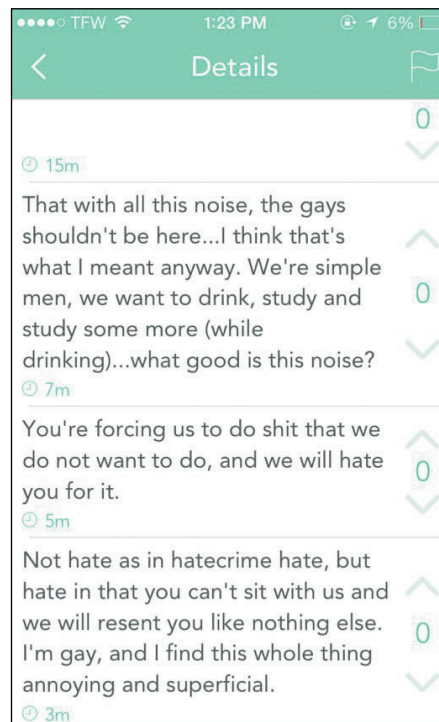 TFW 1:23 PM 6%
Details
0
15m
That with all this noise, the gays
shouldn't be here...I think that's
what I meant anyway. We're simple
men, we want to drink, study and
study some more (while
drinking)...what good is this noise?
0
7m
You're forcing us to do shit that we
do not want to do, and we will hate
you for it.
0
5m
Not hate as in hatecrime hate, but
hate in that you can't sit with us and
we will resent you like nothing else.
I'm gay, and I find this whole thing
annoying and superficial.
0
3m